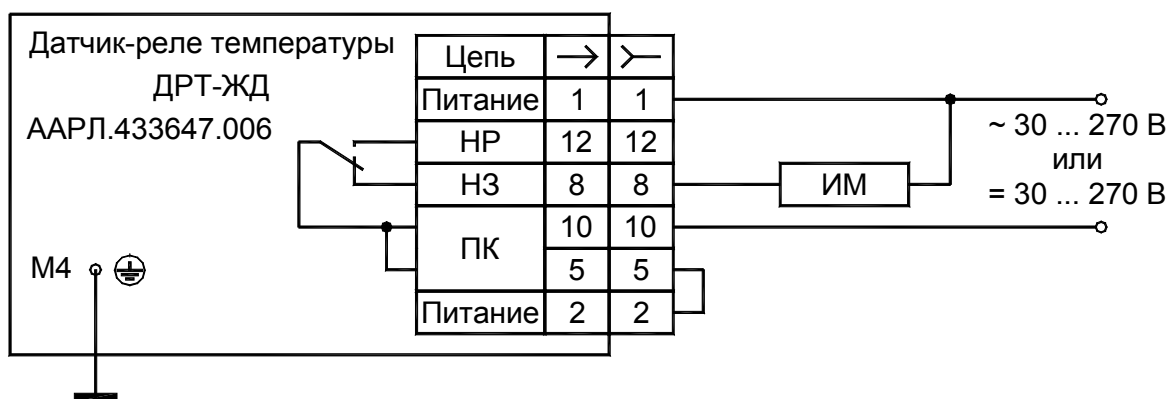 Датчик-реле температуры
ДРТ-ЖД
ААРЛ.433647.006
Цепь
Питание 1 1
НР 12 12
НЗ 8 8
ПК 10 10
5 5
Питание 2 2
ИМ
~ 30 ... 270 В
или
= 30 ... 270 В
М4